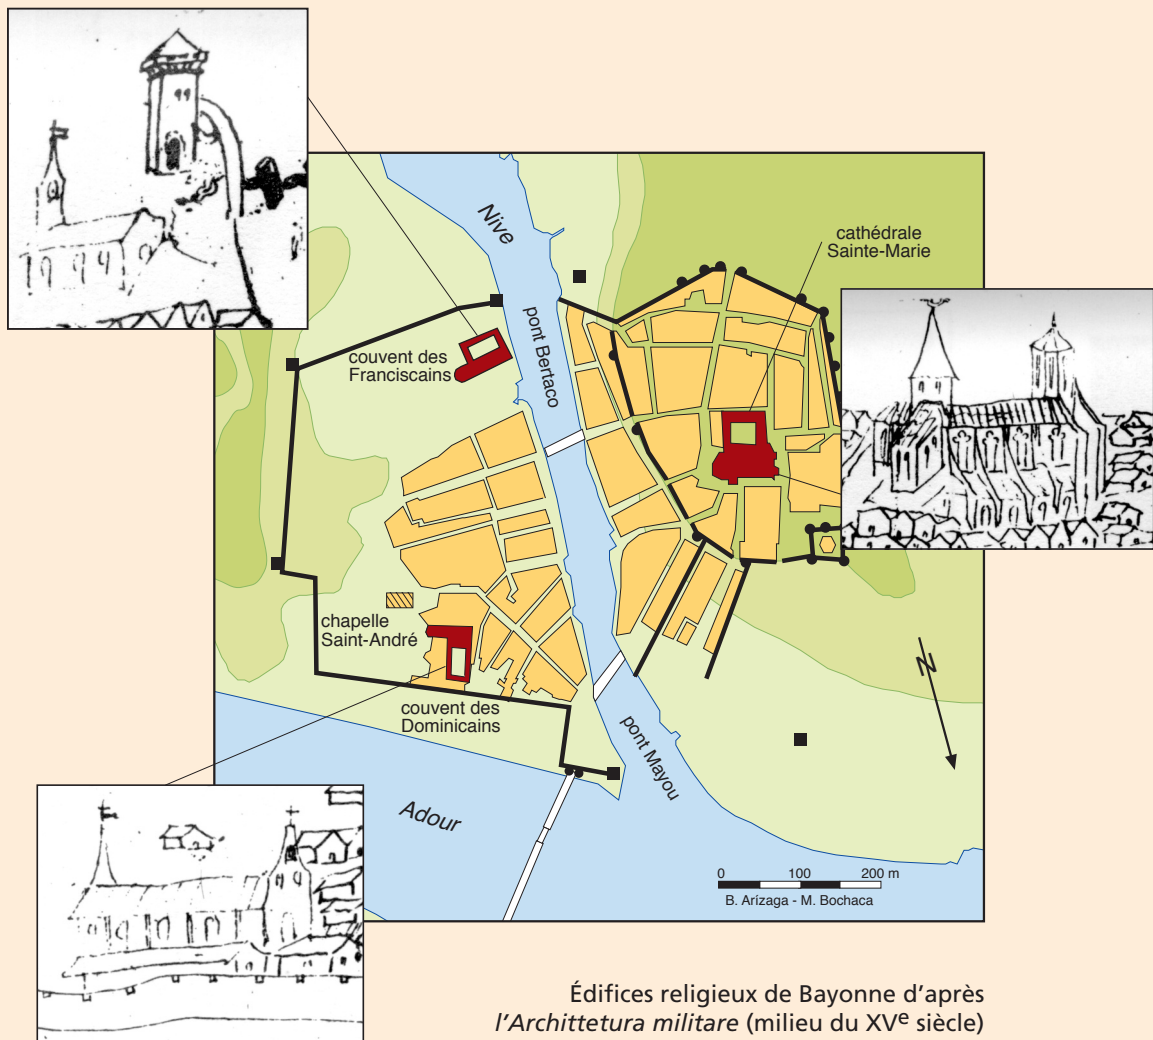 Nive
cathédrale
Sainte-Marie
pont Bertaco
couvent des
Franciscains
chapelle
Saint-André
couvent des
Dominicains
N
pont Mayou
Adour
0 100 200 m
B. Arízaga - M. Bochaca
Édifices religieux de Bayonne d’après
l’Archittetura militare (milieu du XVe siècle)